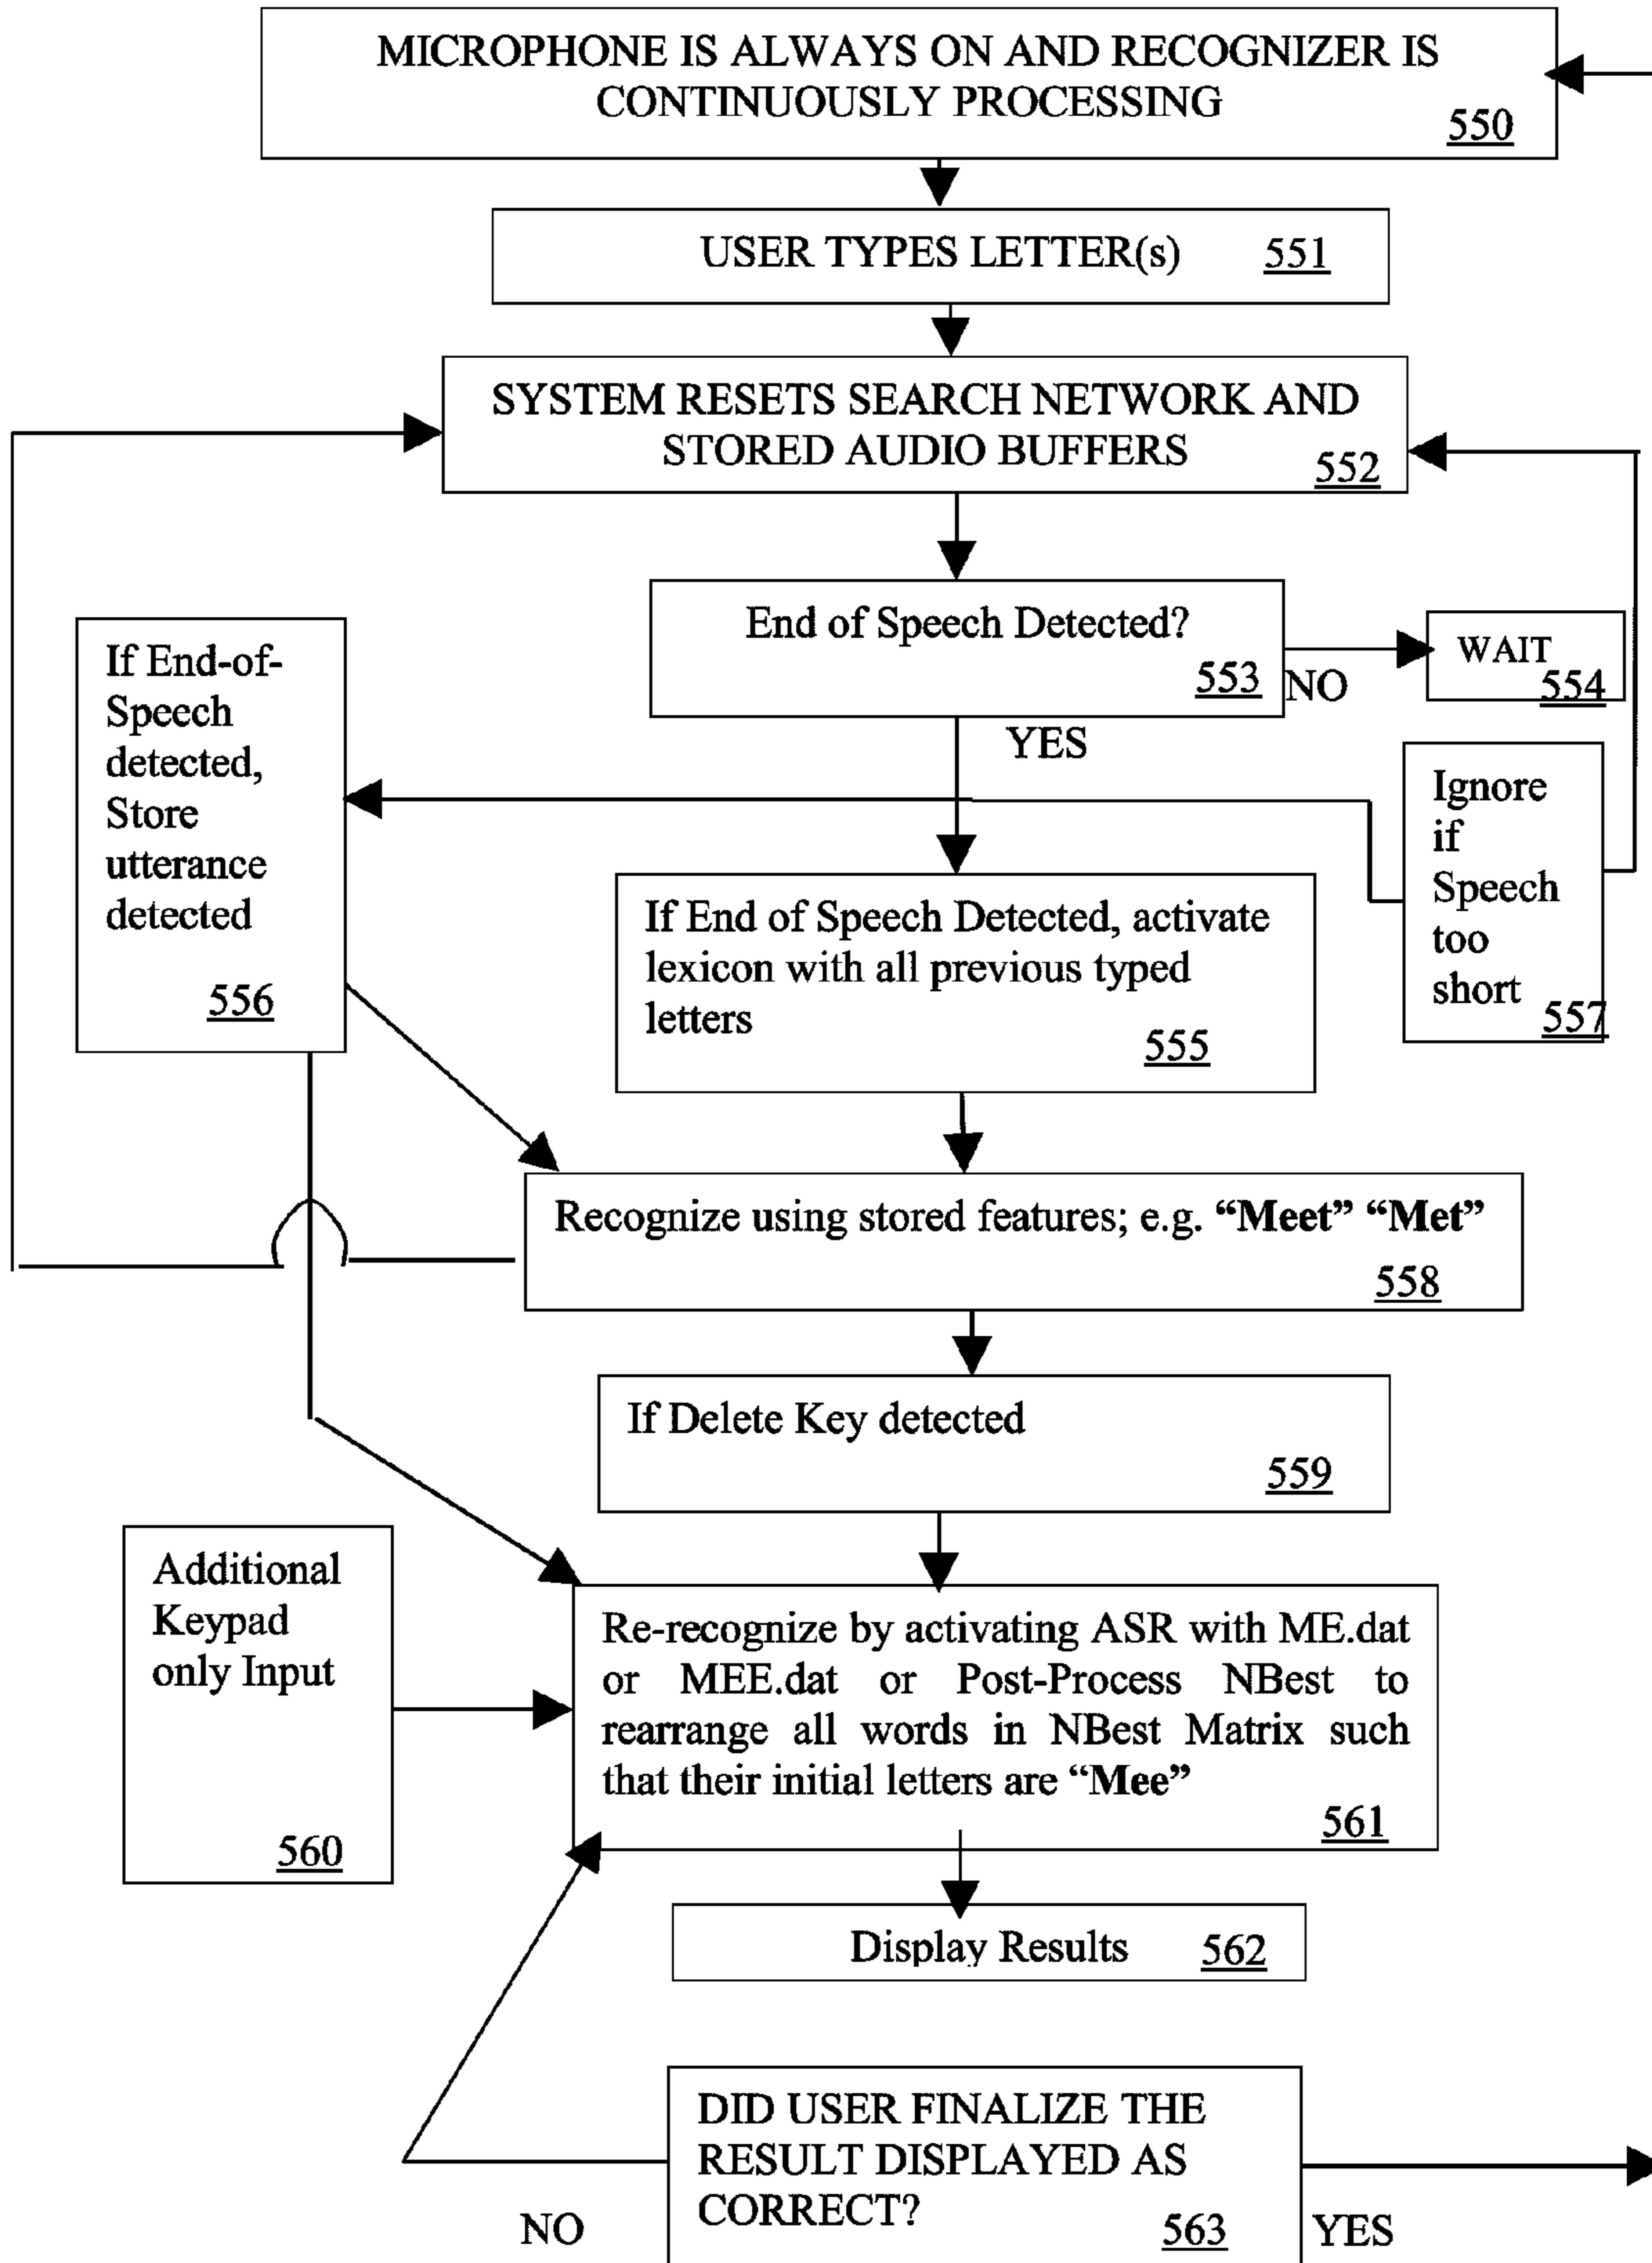 MICROPHONE IS ALWAYS ON AND RECOGNIZER IS
CONTINUOUSLY PROCESSING
550
USER TYPES LETTER(s) 551
SYSTEM RESETS SEARCH NETWORK AND
STORED AUDIO BUFFERS
552
End of Speech Detected?
553
NO
WAIT
554
YES
If End-of-
Speech
detected,
Store
utterance
detected
556
Ignore
if
Speech
too
short
557
If End of Speech Detected, activate
lexicon with all previous typed
letters
555
Recognize using stored features; e.g. “Meet” “Met”
558
If Delete Key detected
559
Additional
Keypad
only Input
560
Re-recognize by activating ASR with ME.dat
or MEE.dat or Post-Process NBest to
rearrange all words in NBest Matrix such
that their initial letters are “Mee”
561
Display Results 562
DID USER FINALIZE THE
RESULT DISPLAYED AS
CORRECT?
563
NO
YES